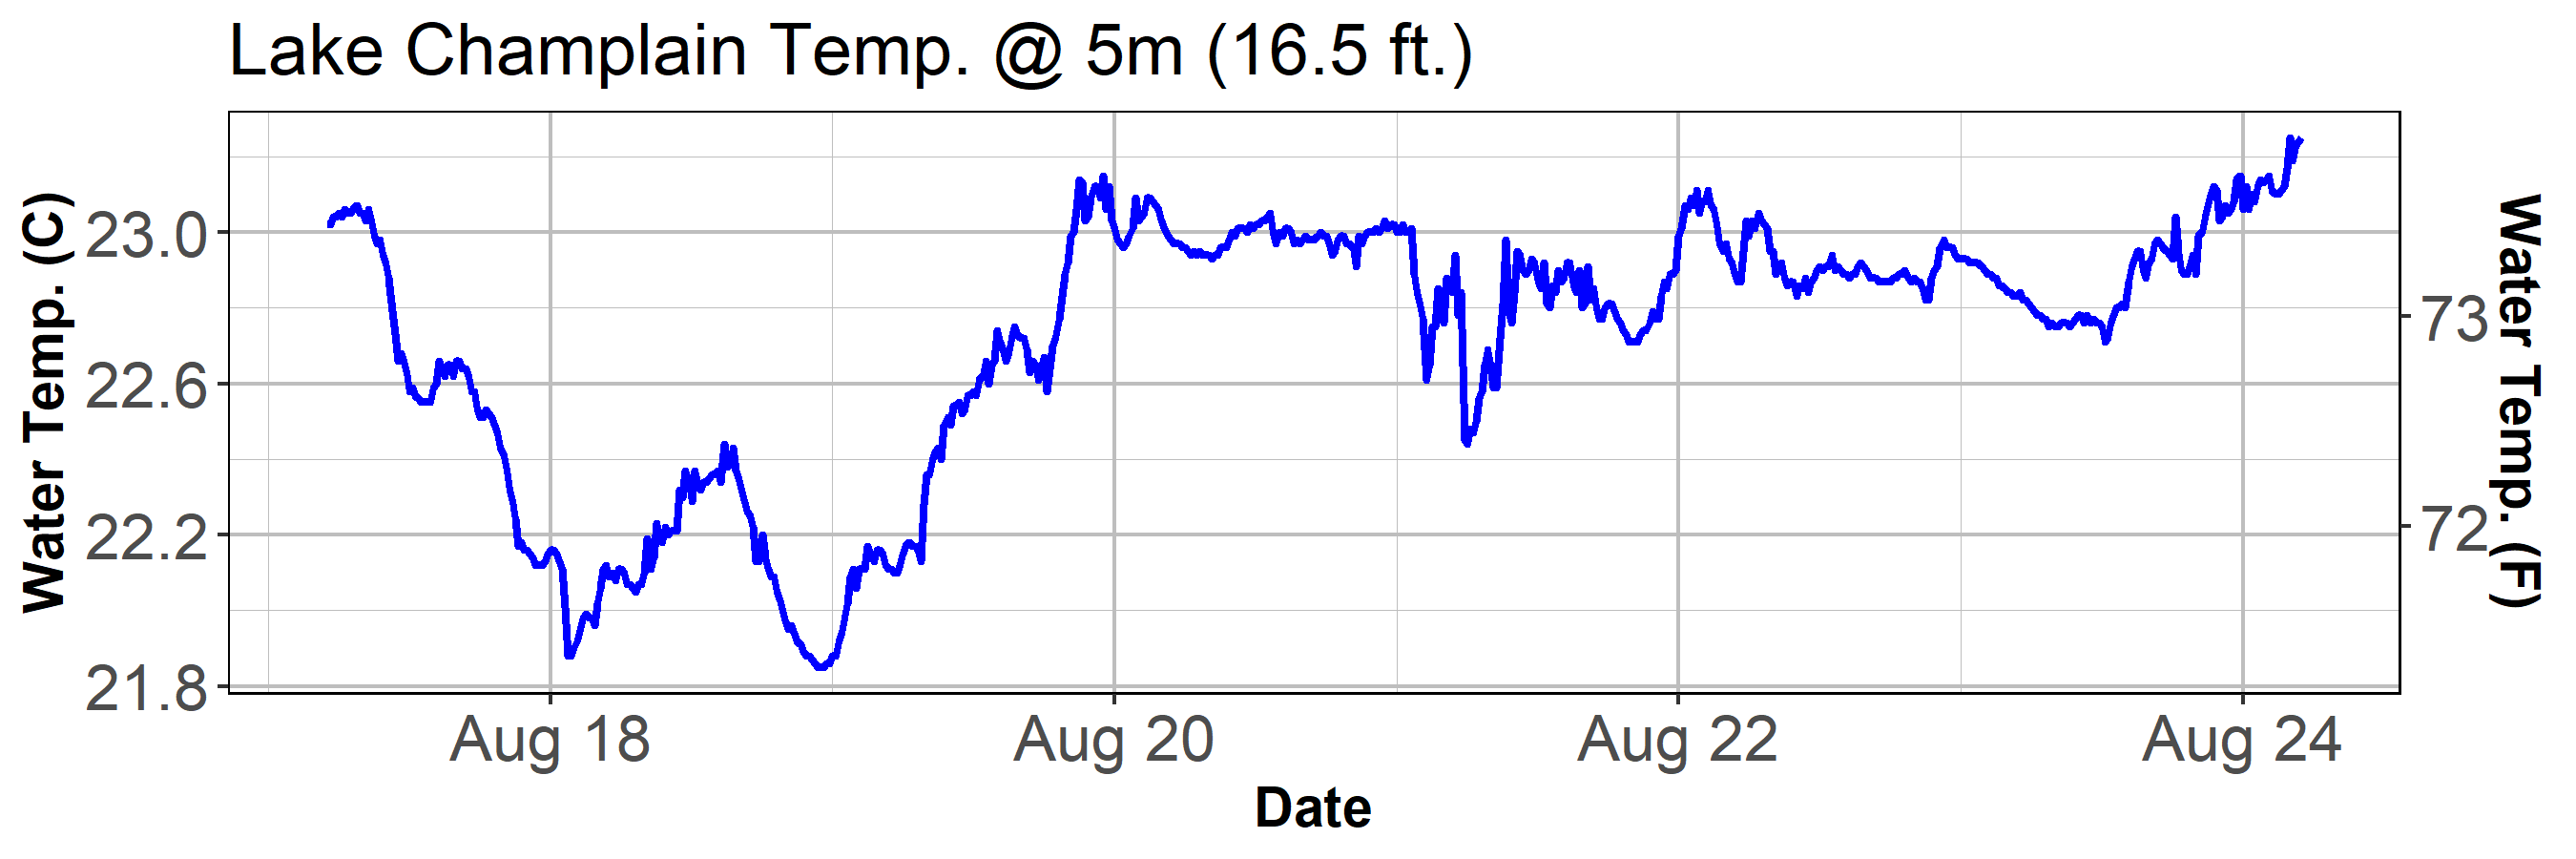 Lake Champlain Temp. @ 5m (16.5 ft.)
Water Temp. (C)
23.0
22.6
22.2
21.8
73
72
Water Temp. (F)
Aug 18 Aug 20 Aug 22 Aug 24
Date